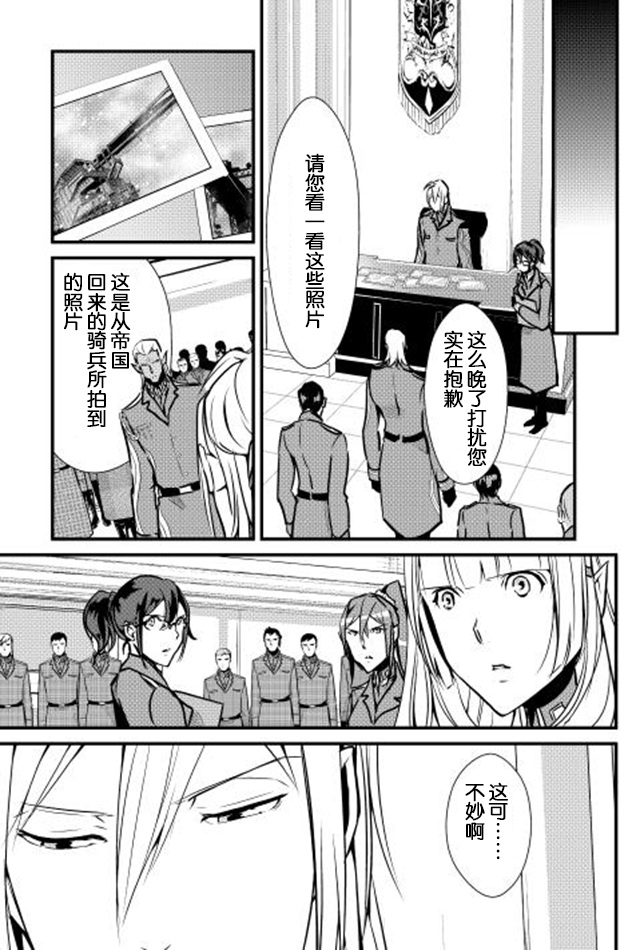 这么晚了打扰您
实在抱歉
请您看一看这些照片
这是从帝国
回来的骑兵所拍到
的照片
这可……
不妙啊